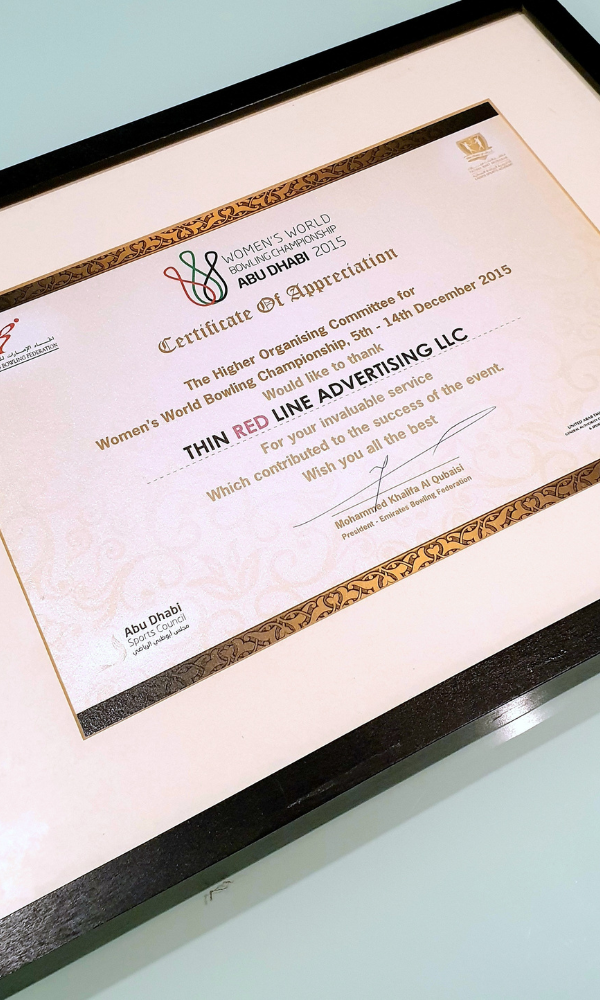 WOMEN'S WORLD
BOWLING CHAMPIONSHIP
ABU DHABI 2015
Certificate Of Appreciation
The Higher Organising Committee for
Women's World Bowling Championship, 5th - 14th December 2015
Would like to thank
THIN RED LINE ADVERTISING LLC
For your invaluable service
Which contributed to the success of the event.
Wish you all the best
Mohammed Khalifa Al Qubaisi
President - Emirates Bowling Federation
BOWLING FEDERATION
Abu Dhabi
Sports Council
مجلس أبوظبي الرياضي